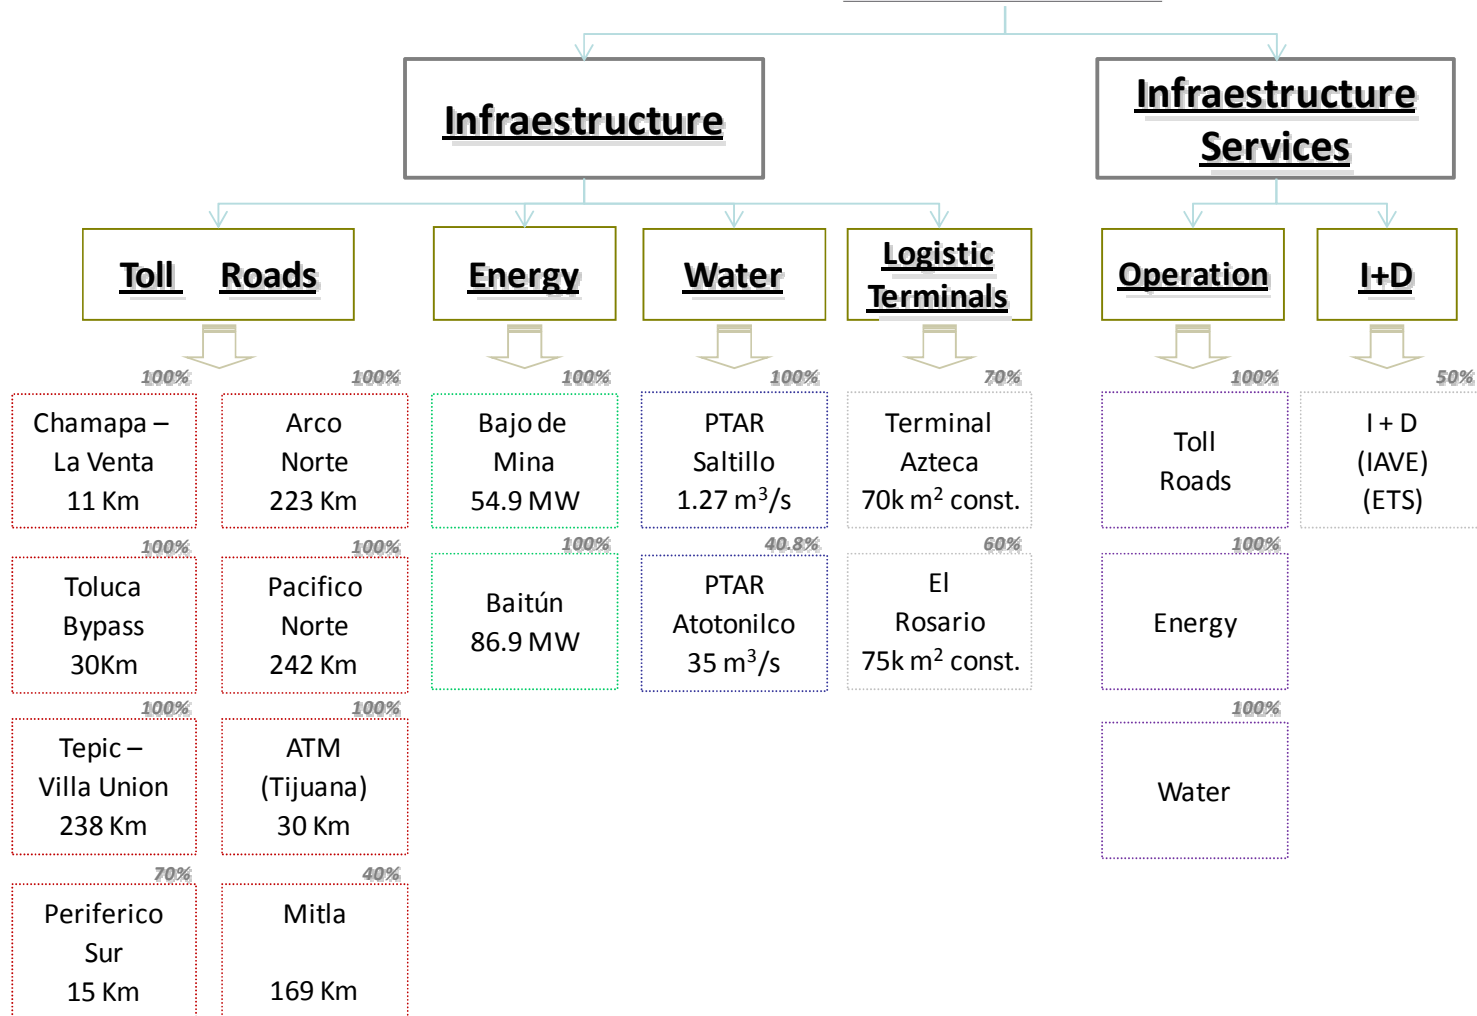 Infraestructure
Infraestructure
Services
Toll Roads
Energy
Water
Logistic
Terminals
Operation
I+D
100%
Chamapa –
La Venta
11 Km
100%
Toluca
Bypass
30Km
100%
Tepic –
Villa Union
238 Km
70%
Periferico
Sur
15 Km
100%
Arco
Norte
223 Km
100%
Pacifico
Norte
242 Km
100%
ATM
(Tijuana)
30 Km
40%
Mitla
169 Km
100%
Bajo de
Mina
54.9 MW
100%
Baitún
86.9 MW
100%
PTAR
Saltillo
1.27 m³/s
40.8%
PTAR
Atotonilco
35 m³/s
70%
Terminal
Azteca
70k m² const.
60%
El
Rosario
75k m² const.
100%
Toll
Roads
100%
Energy
100%
Water
50%
I + D
(IAVE)
(ETS)